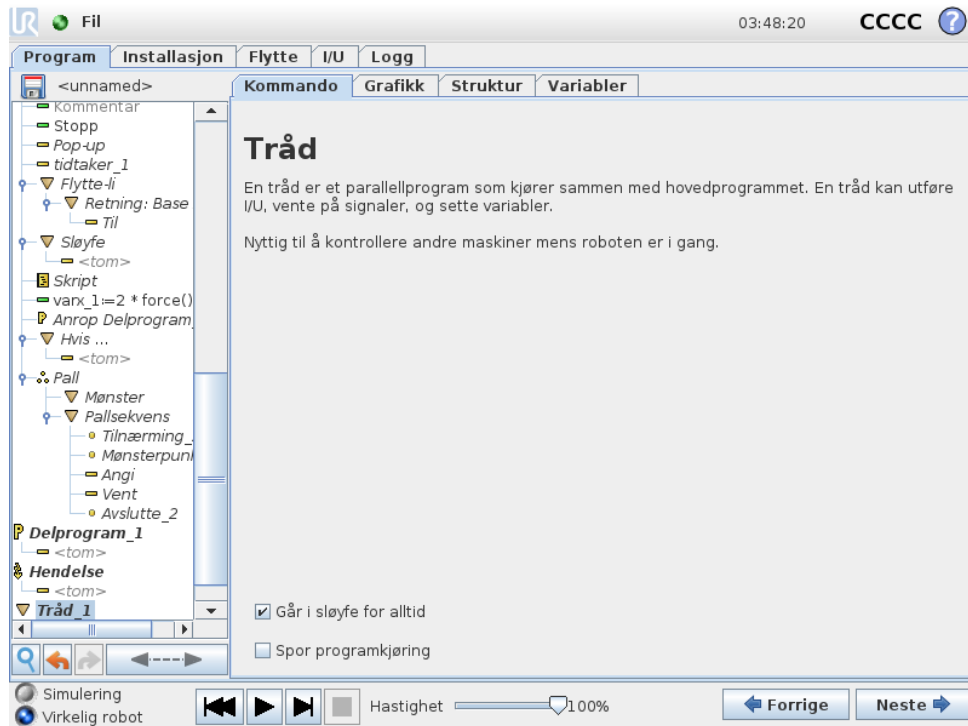 UR Fil 03:48:20 CCCC ?
Program Installasjon Flytte I/U Logg
<unnamed>
Kommando Grafikk Struktur Variabler
Kommentar
Stopp
Pop-up
tidtaker_1
Flytte-li
Retning: Base
Til
Sløyfe
<tom>
Skript
varx_1:=2 * force()
Anrop Delprogram_
Hvis ...
<tom>
Pall
Mønster
Pallsekvens
Tilnærming_
Mønsterpunk
Angi
Vent
Avslutte_2
P Delprogram_1
<tom>
Hendelse
<tom>
Tråd_1
Tråd
En tråd er et parallellprogram som kjører sammen med hovedprogrammet. En tråd kan utføre
I/U, vente på signaler, og sette variabler.
Nyttig til å kontrollere andre maskiner mens roboten er i gang.
Går i sløyfe for alltid
Spor programkjøring
Simulering
Virkelig robot
Hastighet 100%
Forrige Neste